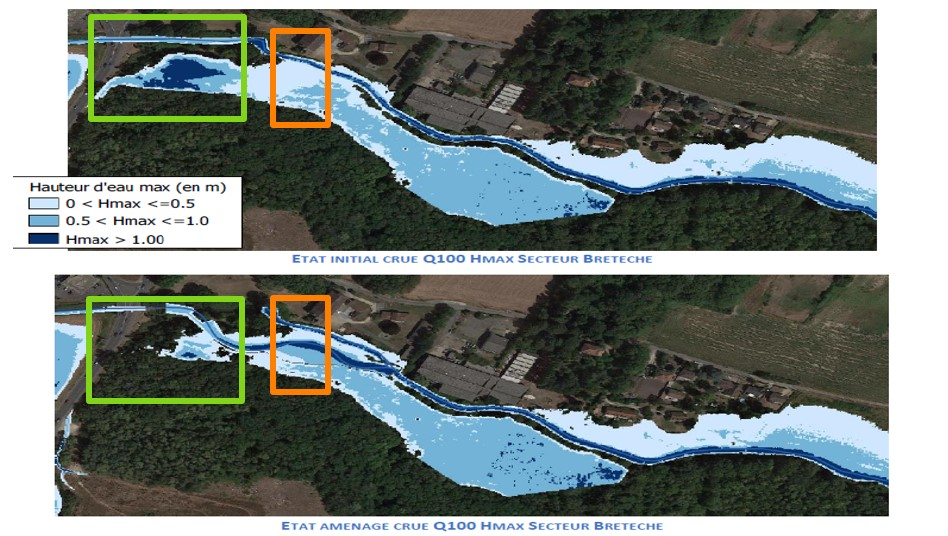 Hauteur d'eau max (en m)
0 < Hmax <=0.5
0.5 < Hmax <=1.0
Hmax > 1.00
ETAT INITIAL CRUE Q100 HMAX SECTEUR BRETECHE
ETAT AMENAGE CRUE Q100 HMAX SECTEUR BRETECHE